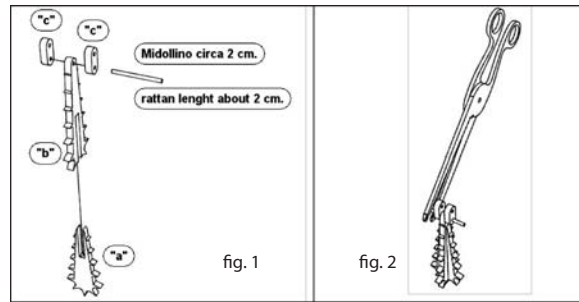 "c"
"c"
Midollino circa 2 cm.
rattan lenght about 2 cm.
"b"
"a"
fig. 1
fig. 2